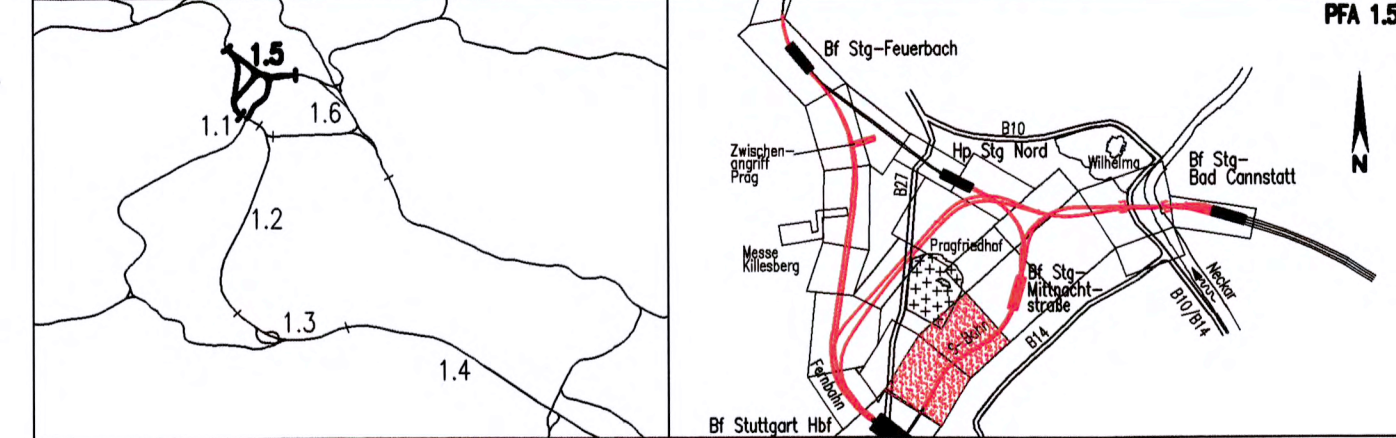 1.5
1.1
1.6
1.2
1.3
1.4
PFA 1.5
Bf Stg-Feuerbach
B10
Zwischen-
angriff
Prag
Hp Stg Nord
Wilhelma
Bf Stg-
Bad Cannstatt
B27
Messe
Killesberg
Pragfriedhof
Bf Stg-
Mittnacht-
straße
Neckar
B10/B14
S-Bahn
B14
Fernbahn
Bf Stuttgart Hbf
N